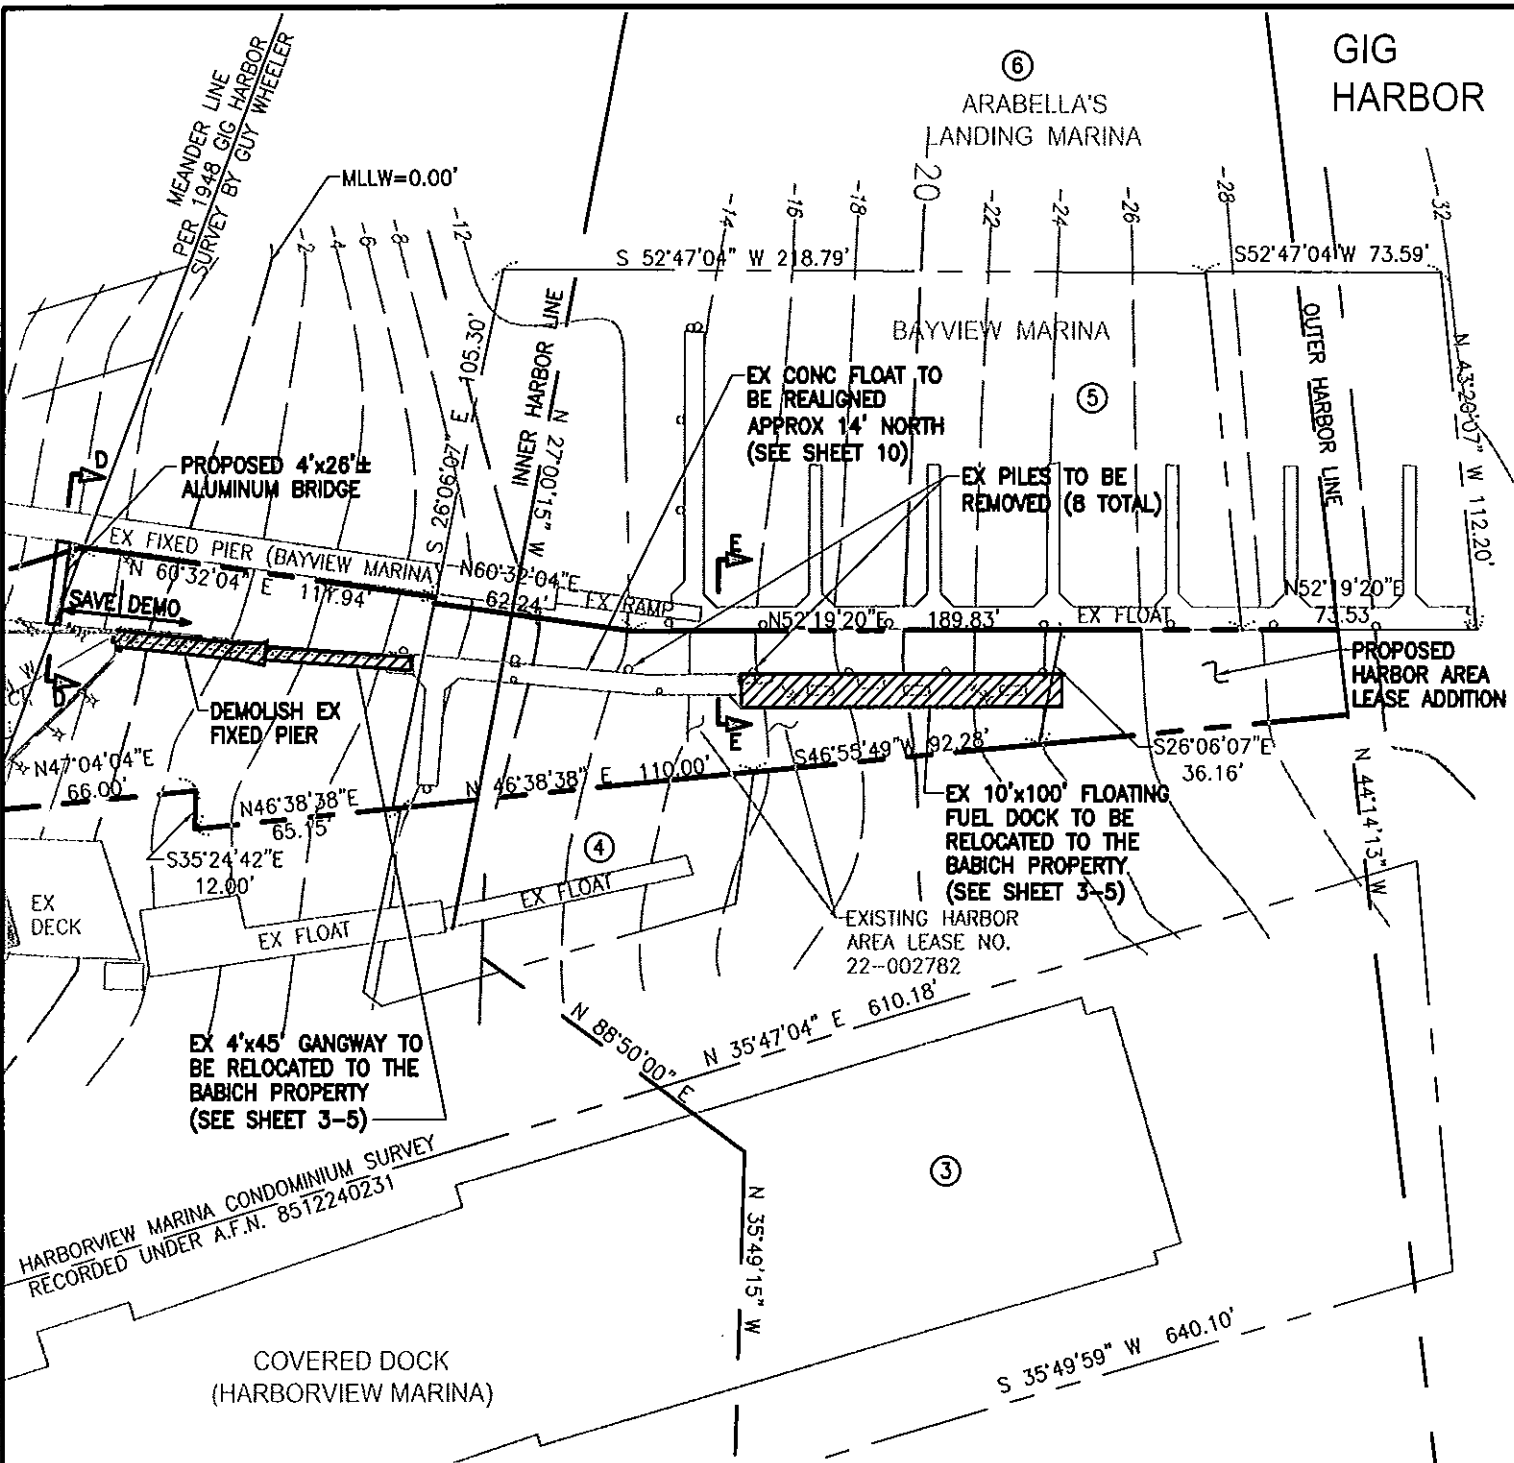 GIG
HARBOR
6
ARABELLA'S
LANDING MARINA
MEANDER LINE
PER 1948 GIG HARBOR
SURVEY BY GUY WHEELER
MLLW=0.00'
-2
-4
-6
-8
-12
-14
-16
-18
20
-22
-24
-26
-28
-32
S 52°47'04" W 218.79'
S52°47'04"W 73.59'
BAYVIEW MARINA
5
OUTER HARBOR LINE
N 43°20'07" W 112.20'
S 26°06'07" E 105.30'
INNER HARBOR LINE
N 27°00'15" W
EX CONC FLOAT TO
BE REALIGNED
APPROX 14' NORTH
(SEE SHEET 10)
EX PILES TO BE
REMOVED (8 TOTAL)
D
PROPOSED 4'x26'±
ALUMINUM BRIDGE
E
EX FIXED PIER (BAYVIEW MARINA)
N 60°32'04" E 111.94'
N60°32'04"E
62.24'
EX RAMP
N52°19'20"E 189.83'
EX FLOAT
N52°19'20"E
73.53'
SAVE DEMO
D
DEMOLISH EX
FIXED PIER
PROPOSED
HARBOR AREA
LEASE ADDITION
E
N47°04'04"E
66.00'
N46°38'38"E
65.15'
N 46°38'38" E 110.00'
S46°55'49"W 92.28'
S26°06'07"E
36.16'
N 44°14'13" W
S35°24'42"E
12.00'
EX 10'x100' FLOATING
FUEL DOCK TO BE
RELOCATED TO THE
BABICH PROPERTY
(SEE SHEET 3-5)
4
EX FLOAT
EX
DECK
EX FLOAT
EXISTING HARBOR
AREA LEASE NO.
22-002782
EX 4'x45' GANGWAY TO
BE RELOCATED TO THE
BABICH PROPERTY
(SEE SHEET 3-5)
N 88°50'00" E
N 35°47'04" E 610.18'
HARBORVIEW MARINA CONDOMINIUM SURVEY
RECORDED UNDER A.F.N. 8512240231
3
N 35°49'15" W
S 35°49'59" W 640.10'
COVERED DOCK
(HARBORVIEW MARINA)